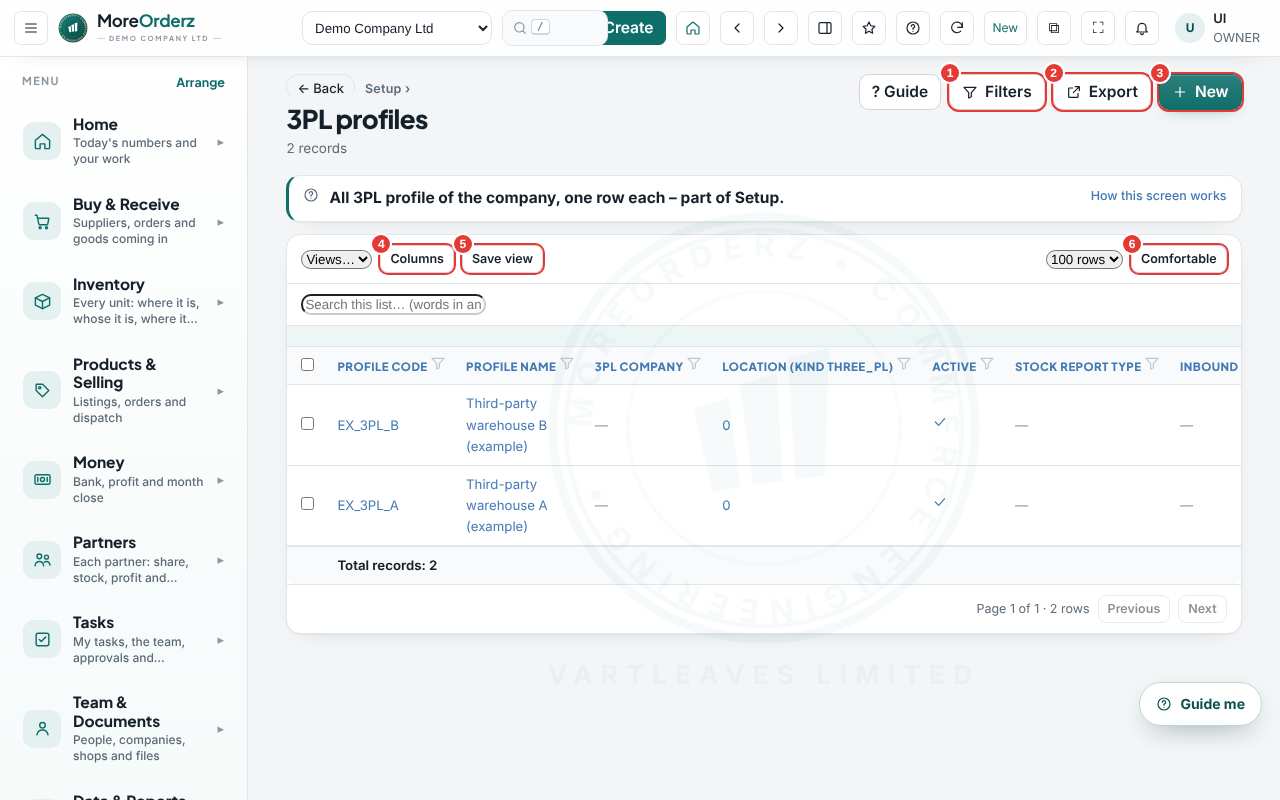 MoreOrderz
— DEMO COMPANY LTD —
Demo Company Ltd
/
Create
New
U
UI
OWNER
MENU
Arrange
Home
Today's numbers and
your work
Buy & Receive
Suppliers, orders and
goods coming in
Inventory
Every unit: where it is,
whose it is, where it...
Products &
Selling
Listings, orders and
dispatch
Money
Bank, profit and month
close
Partners
Each partner: share,
stock, profit and...
Tasks
My tasks, the team,
approvals and...
Team &
Documents
People, companies,
shops and files
Data & Reports
← Back
Setup ›
3PL profiles
2 records
? Guide
1
Filters
2
Export
3
+ New
All 3PL profile of the company, one row each – part of Setup.
How this screen works
Views...
4
Columns
5
Save view
100 rows
6
Comfortable
Search this list... (words in an
PROFILE CODE
PROFILE NAME
3PL COMPANY
LOCATION (KIND THREE_PL)
ACTIVE
STOCK REPORT TYPE
INBOUND
EX_3PL_B
Third-party
warehouse B
(example)
—
0
—
—
EX_3PL_A
Third-party
warehouse A
(example)
—
0
—
—
Total records: 2
Page 1 of 1 · 2 rows
Previous
Next
MOREORDERZ • COMMERCE ENGINEERING •
VARTLEAVES LIMITED
Guide me